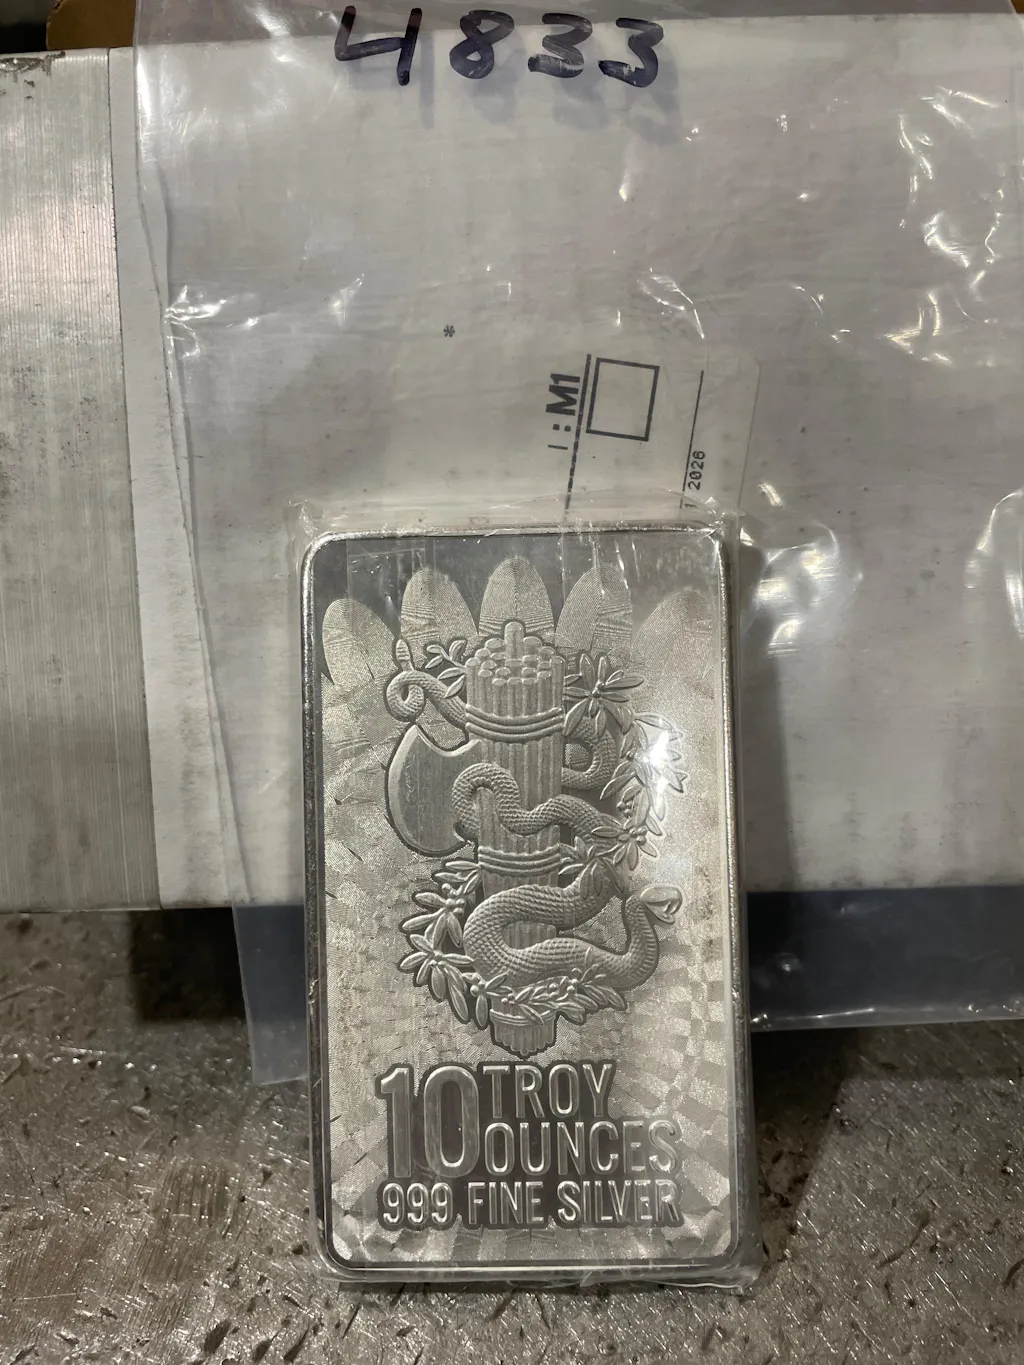 4833
*
: M1
2026
10 TROY
OUNCES
999 FINE SILVER